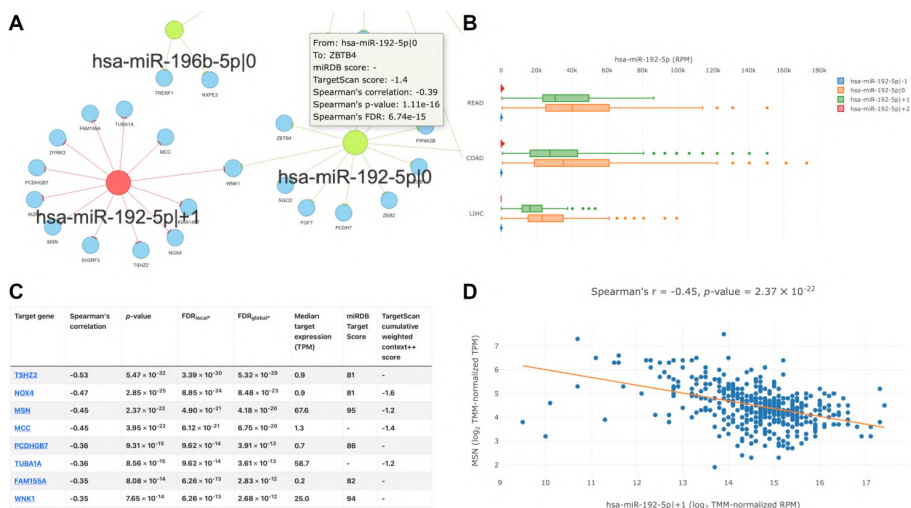 A
hsa-miR-196b-5p|0
TRERF1
NXPE3
FAM155A
TUBA1A
DYRK3
MCC
PCDHGB7
MSN
SH3RF3
TSHZ2
NOX4
hsa-miR-192-5p|+1
WNK1
From: hsa-miR-192-5p|0
To: ZBTB4
miRDB score: -
TargetScan score: -1.4
Spearman's correlation: -0.39
Spearman's p-value: 1.11e-16
Spearman's FDR: 6.74e-15
ZBTB4
PIP4K2B
hsa-miR-192-5p|0
SGCD
FGF7
PCDH7
ZEB2
B
hsa-miR-192-5p (RPM)
0 20k 40k 60k 80k 100k 120k 140k 160k 180k
READ
COAD
LIHC
hsa-miR-192-5p|-1
hsa-miR-192-5p|0
hsa-miR-192-5p|+1
hsa-miR-192-5p|+2
C
Target gene Spearman's correlation p-value FDRlocal* FDRglobal* Median target expression (TPM) miRDB Target Score TargetScan cumulative weighted context++ score
TSHZ2 -0.53 5.47 × 10⁻³² 3.39 × 10⁻³⁰ 5.32 × 10⁻²⁹ 0.9 81 -
NOX4 -0.47 2.85 × 10⁻²⁵ 8.85 × 10⁻²⁴ 8.48 × 10⁻²³ 0.9 81 -1.6
MSN -0.45 2.37 × 10⁻²² 4.90 × 10⁻²¹ 4.18 × 10⁻²⁰ 67.6 95 -1.2
MCC -0.45 3.95 × 10⁻²² 6.12 × 10⁻²¹ 6.75 × 10⁻²⁰ 1.3 - -1.4
PCDHGB7 -0.36 9.31 × 10⁻¹⁵ 9.62 × 10⁻¹⁴ 3.91 × 10⁻¹³ 0.7 86 -
TUBA1A -0.36 8.56 × 10⁻¹⁵ 9.62 × 10⁻¹⁴ 3.61 × 10⁻¹³ 58.7 - -1.2
FAM155A -0.35 8.08 × 10⁻¹⁴ 6.26 × 10⁻¹³ 2.83 × 10⁻¹² 0.2 82 -
WNK1 -0.35 7.65 × 10⁻¹⁴ 6.26 × 10⁻¹³ 2.68 × 10⁻¹² 25.0 94 -
D
Spearman's r = -0.45, p-value = 2.37 × 10⁻²²
MSN (log₂ TMM-normalized TPM)
7
6
5
4
3
2
9 10 11 12 13 14 15 16 17
hsa-miR-192-5p|+1 (log₂ TMM-normalized RPM)